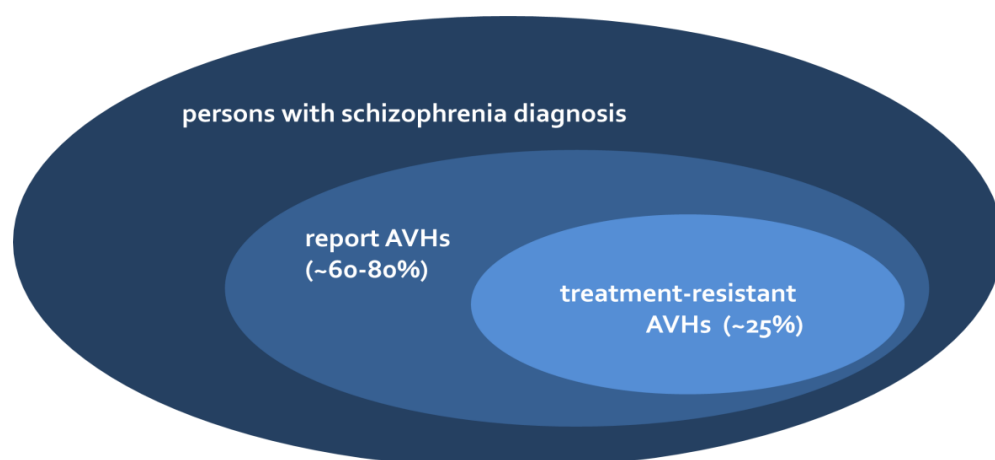 persons with schizophrenia diagnosis
report AVHs
(~60-80%)
treatment-resistant
AVHs (~25%)